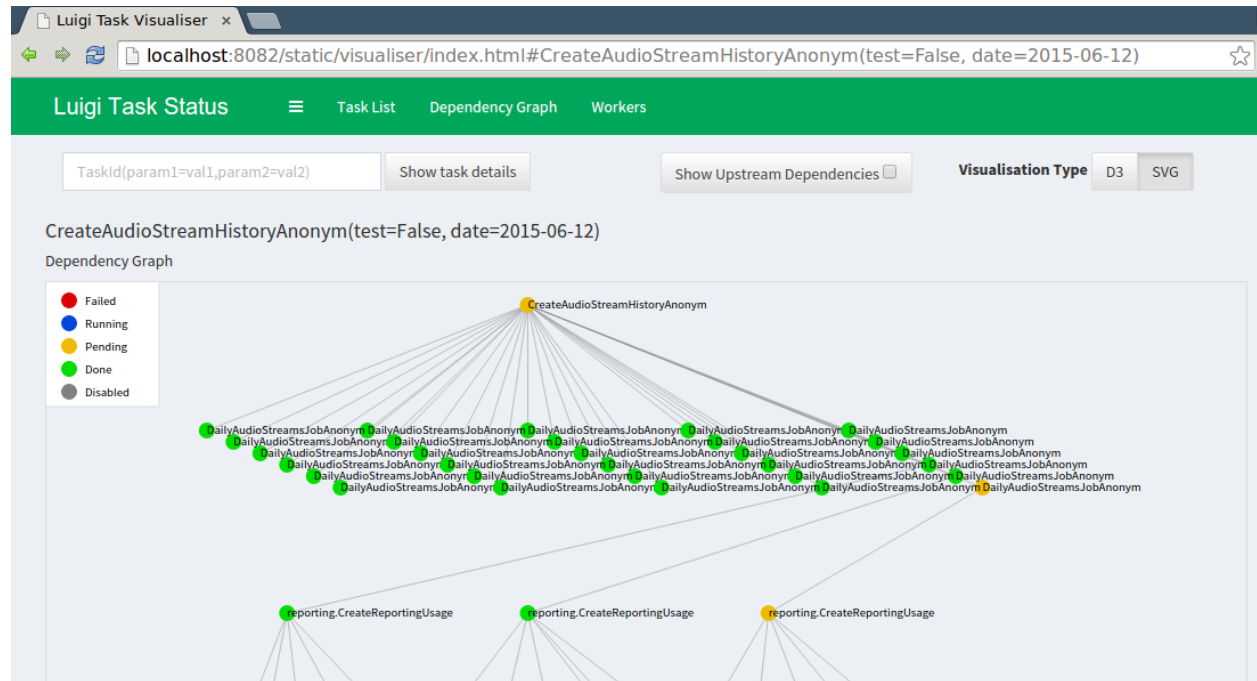 Luigi Task Visualiser ×
localhost:8082/static/visualiser/index.html#CreateAudioStreamHistoryAnonym(test=False, date=2015-06-12)
Luigi Task Status Task List Dependency Graph Workers
TaskId(param1=val1,param2=val2) Show task details Show Upstream Dependencies Visualisation Type D3 SVG
CreateAudioStreamHistoryAnonym(test=False, date=2015-06-12)
Dependency Graph
Failed
Running
Pending
Done
Disabled
CreateAudioStreamHistoryAnonym
DailyAudioStreamsJobAnonym DailyAudioStreamsJobAnonym DailyAudioStreamsJobAnonym DailyAudioStreamsJobAnonym DailyAudioStreamsJobAnonym
DailyAudioStreamsJobAnonym DailyAudioStreamsJobAnonym DailyAudioStreamsJobAnonym DailyAudioStreamsJobAnonym DailyAudioStreamsJobAnonym
DailyAudioStreamsJobAnonym DailyAudioStreamsJobAnonym DailyAudioStreamsJobAnonym DailyAudioStreamsJobAnonym DailyAudioStreamsJobAnonym
DailyAudioStreamsJobAnonym DailyAudioStreamsJobAnonym DailyAudioStreamsJobAnonym DailyAudioStreamsJobAnonym DailyAudioStreamsJobAnonym
DailyAudioStreamsJobAnonym DailyAudioStreamsJobAnonym DailyAudioStreamsJobAnonym DailyAudioStreamsJobAnonym DailyAudioStreamsJobAnonym
DailyAudioStreamsJobAnonym DailyAudioStreamsJobAnonym DailyAudioStreamsJobAnonym DailyAudioStreamsJobAnonym DailyAudioStreamsJobAnonym
reporting.CreateReportingUsage reporting.CreateReportingUsage reporting.CreateReportingUsage